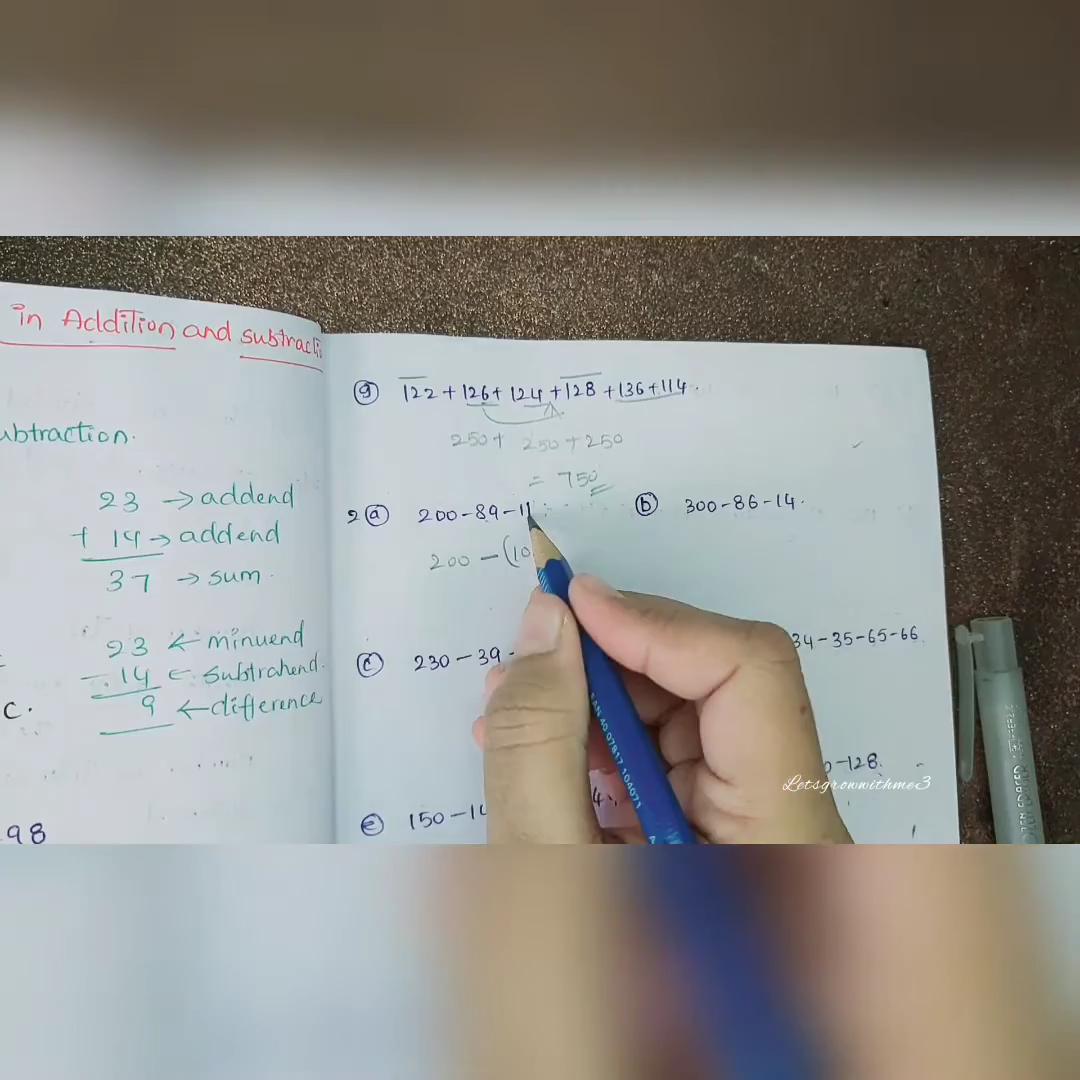 in Addition and subtracti
ubtraction.
23 → addend
+ 14 → addend
37 → sum.
23 ← minuend
- 14 ← subtrahend.
9 ← difference
C.
98
g 122 + 126 + 124 + 128 + 136 + 114.
250 + 250 + 250
= 750
2 a 200 - 89 - 11
b 300 - 86 - 14.
200 - (10
c 230 - 39 -
34 - 35 - 65 - 66
- 128.
e 150 - 14
4.
Letsgrowwithme3